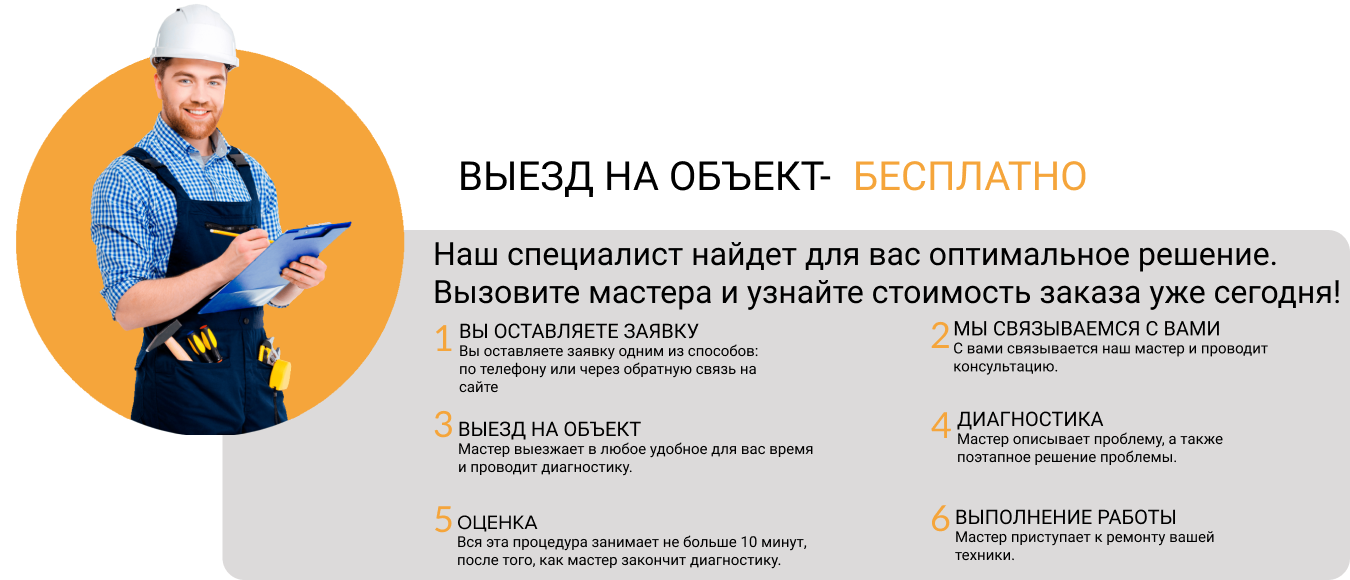 ВЫЕЗД НА ОБЪЕКТ- БЕСПЛАТНО
Наш специалист найдет для вас оптимальное решение.
Вызовите мастера и узнайте стоимость заказа уже сегодня!
1 ВЫ ОСТАВЛЯЕТЕ ЗАЯВКУ
Вы оставляете заявку одним из способов:
по телефону или через обратную связь на
сайте
2 МЫ СВЯЗЫВАЕМСЯ С ВАМИ
С вами связывается наш мастер и проводит
консультацию.
3 ВЫЕЗД НА ОБЪЕКТ
Мастер выезжает в любое удобное для вас время
и проводит диагностику.
4 ДИАГНОСТИКА
Мастер описывает проблему, а также
поэтапное решение проблемы.
5 ОЦЕНКА
Вся эта процедура занимает не больше 10 минут,
после того, как мастер закончит диагностику.
6 ВЫПОЛНЕНИЕ РАБОТЫ
Мастер приступает к ремонту вашей
техники.